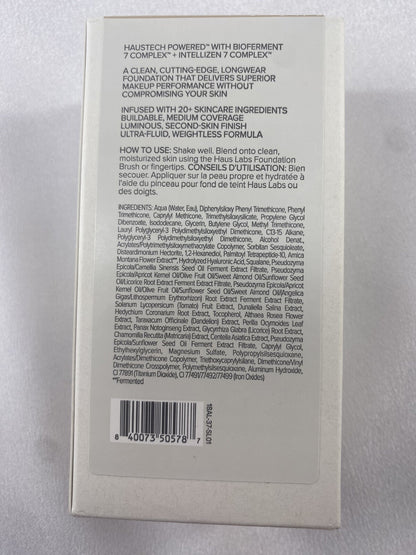 HAUSTECH POWERED™ WITH BIOFERMENT
7 COMPLEX™ + INTELLIZEN 7 COMPLEX™
A CLEAN, CUTTING-EDGE, LONGWEAR
FOUNDATION THAT DELIVERS SUPERIOR
MAKEUP PERFORMANCE WITHOUT
COMPROMISING YOUR SKIN
INFUSED WITH 20+ SKINCARE INGREDIENTS
BUILDABLE, MEDIUM COVERAGE
LUMINOUS, SECOND-SKIN FINISH
ULTRA-FLUID, WEIGHTLESS FORMULA
HOW TO USE: Shake well. Blend onto clean,
moisturized skin using the Haus Labs Foundation
Brush or fingertips. CONSEILS D'UTILISATION: Bien
secouer. Appliquer sur la peau propre et hydratée à
l'aide du pinceau pour fond de teint Haus Labs ou
des doigts.
INGREDIENTS: Aqua (Water, Eau), Diphenylsiloxy Phenyl Trimethicone, Phenyl
Trimethicone, Caprylyl Methicone, Trimethylsiloxysilicate, Propylene Glycol
Dibenzoate, Isododecane, Glycerin, Butylene Glycol, Methyl Trimethicone,
Lauryl Polyglyceryl-3 Polydimethylsiloxyethyl Dimethicone, C13-15 Alkane,
Polyglyceryl-3 Polydimethylsiloxyethyl Dimethicone, Alcohol Denat.,
Acrylates/Polytrimethylsiloxymethacrylate Copolymer, Sorbitan Sesquioleate,
Disteardimonium Hectorite, 1,2-Hexanediol, Palmitoyl Tetrapeptide-10, Arnica
Montana Flower Extract**, Hydrolyzed Hyaluronic Acid, Squalane, Pseudozyma
Epicola/Camellia Sinensis Seed Oil Ferment Extract Filtrate, Pseudozyma
Epicola/Apricot Kernel Oil/Olive Fruit Oil/Sweet Almond Oil/Sunflower Seed
Oil/Licorice Root Extract Ferment Extract Filtrate, Pseudozyma Epicola/Apricot
Kernel Oil/Olive Fruit Oil/Sunflower Seed Oil/Sweet Almond Oil/Angelica
Gigas/Lithospermum Erythrorhizon) Root Extract Ferment Extract Filtrate,
Solanum Lycopersicum (Tomato) Fruit Extract, Dunaliella Salina Extract,
Hedychium Coronarium Root Extract, Tocopherol, Althaea Rosea Flower
Extract, Taraxacum Officinale (Dandelion) Extract, Perilla Ocymoides Leaf
Extract, Panax Notoginseng Extract, Glycyrrhiza Glabra (Licorice) Root Extract,
Chamomilla Recutita (Matricaria) Extract, Centella Asiatica Extract, Pseudozyma
Epicola/Sunflower Seed Oil Ferment Extract Filtrate, Caprylyl Glycol,
Ethylhexylglycerin, Magnesium Sulfate, Polypropylsilsesquioxane,
Acrylates/Dimethicone Copolymer, Triethoxycaprylylsilane, Dimethicone/Vinyl
Dimethicone Crosspolymer, Polymethylsilsesquioxane, Aluminum Hydroxide,
CI 77891 (Titanium Dioxide), CI 77491/77492/77499 (Iron Oxides)
**Fermented
8 40073 50578 7
1BAL-37-SL01